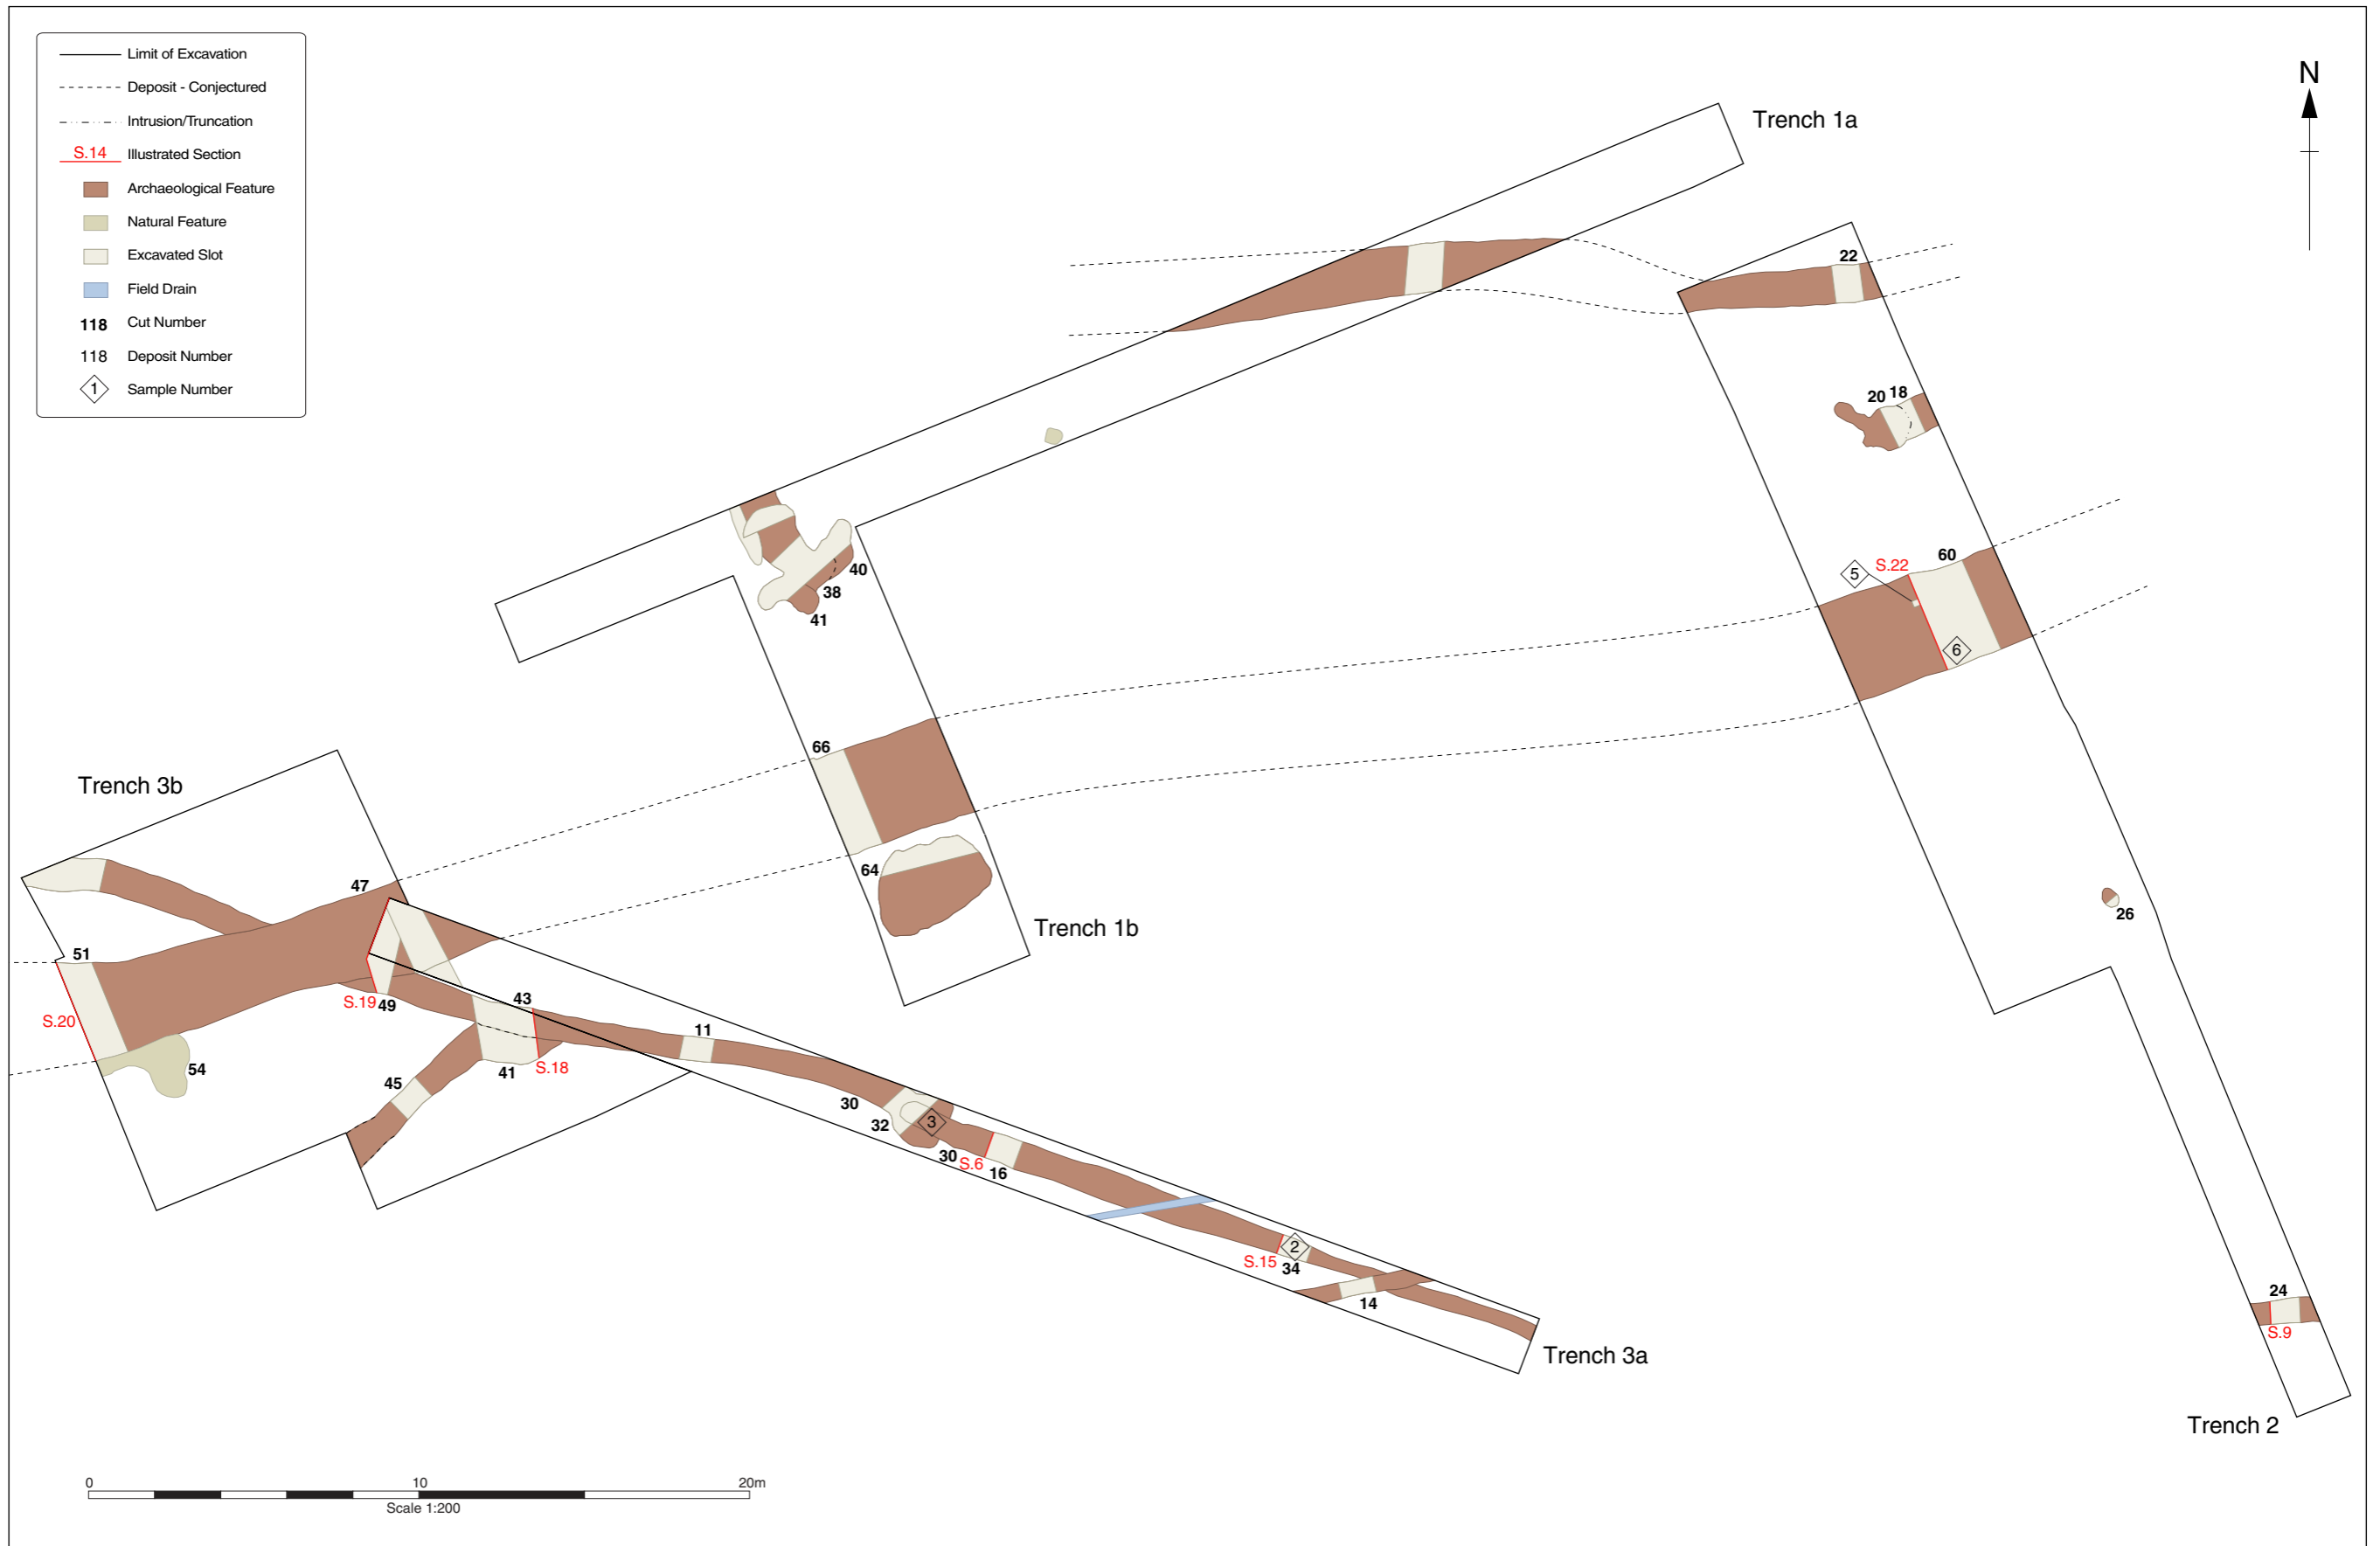 Limit of Excavation
Deposit - Conjectured
Intrusion/Truncation
S.14 Illustrated Section
Archaeological Feature
Natural Feature
Excavated Slot
Field Drain
118 Cut Number
118 Deposit Number
1 Sample Number
N
Trench 1a
22
20 18
40
38
41
S.22 60
5
6
66
Trench 3b
64
47
26
Trench 1b
51
S.19 49
43
S.20
11
54
41 S.18
45
30
32
3
30 S.6 16
2
S.15 34
14
24
S.9
Trench 3a
Trench 2
0 10 20m
Scale 1:200